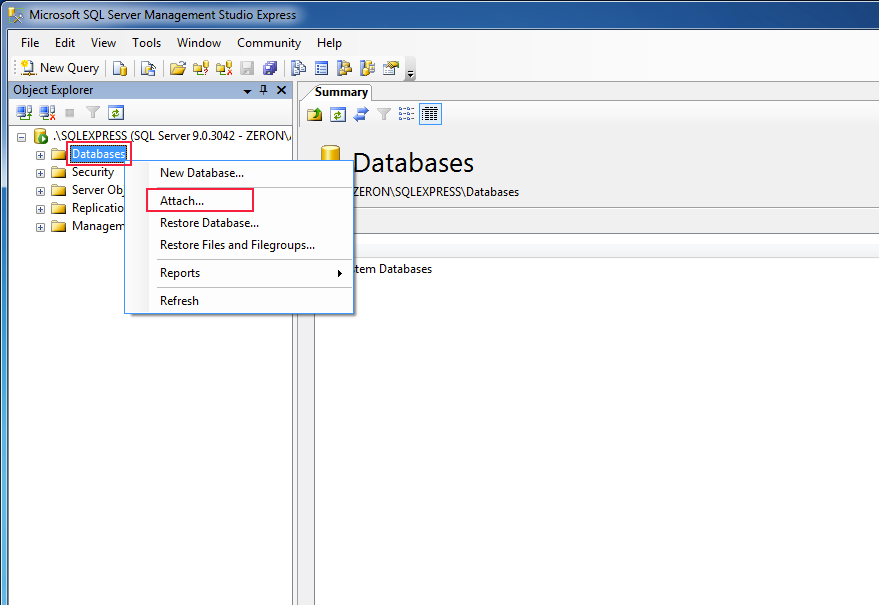 Microsoft SQL Server Management Studio Express
File Edit View Tools Window Community Help
New Query
Object Explorer
Summary
.\SQLEXPRESS (SQL Server 9.0.3042 - ZERON\
Databases
Security
Server Obj
Replicatio
Managem
New Database...
Attach...
Restore Database...
Restore Files and Filegroups...
Reports
Refresh
Databases
ZERON\SQLEXPRESS\Databases
tem Databases